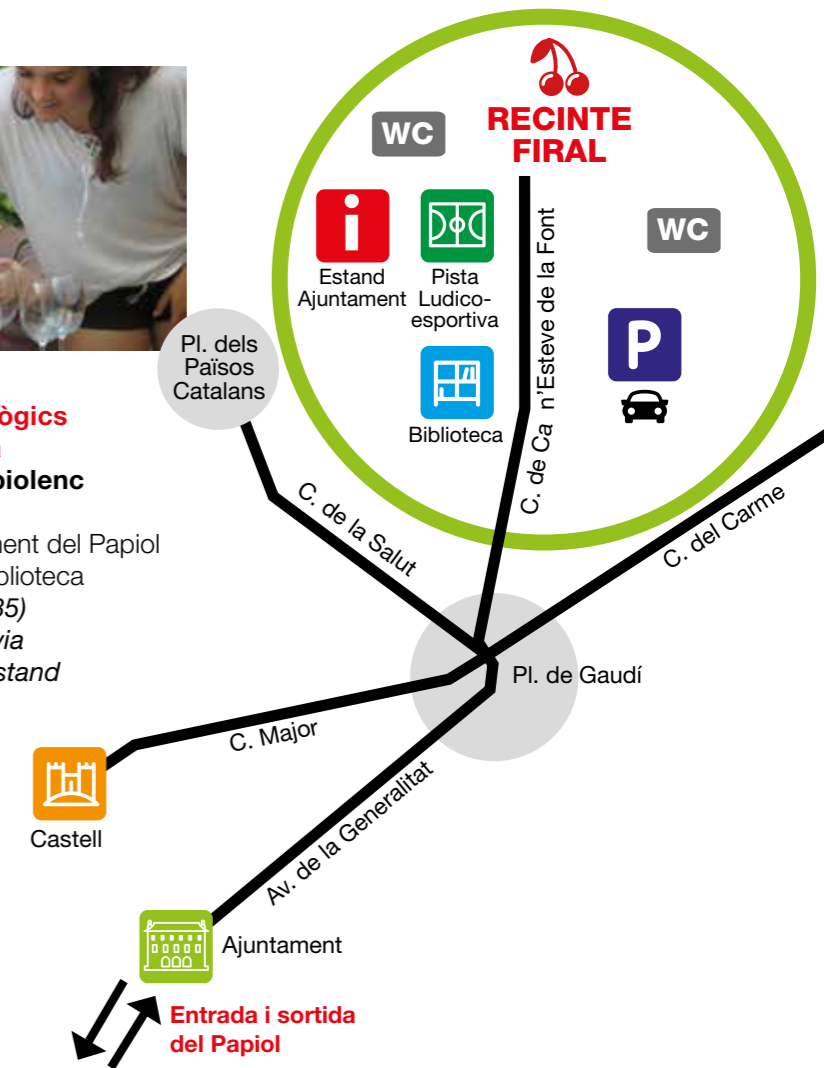 WC
RECINTE
FIRAL
WC
i
Estand
Ajuntament
Pista
Ludico-
esportiva
P
Biblioteca
C. de Ca n'Esteve de la Font
Pl. dels
Països
Catalans
C. de la Salut
C. del Carme
Pl. de Gaudí
C. Major
Av. de la Generalitat
Castell
Ajuntament
Entrada i sortida
del Papiol
ògics
piolenc
ment del Papiol
blioteca
35)
via
stand